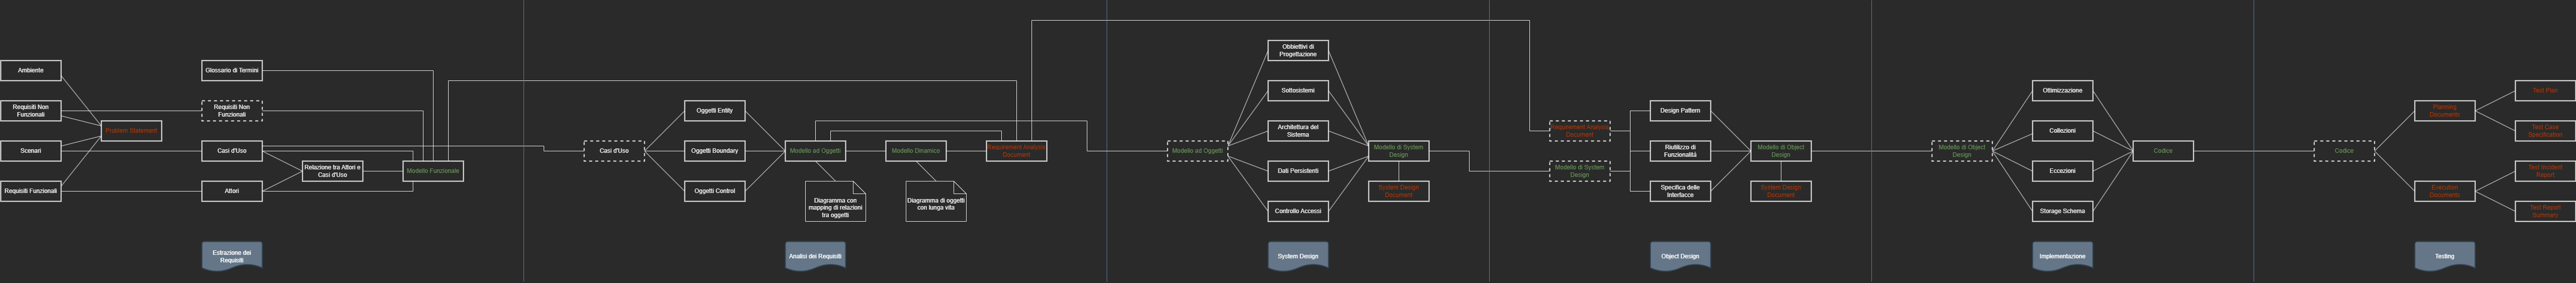 Ambiente
Requisiti Non
Funzionali
Scenari
Requisiti Funzionali
Problem Statement
Glossario di Termini
Requisiti Non
Funzionali
Casi d'Uso
Attori
Relazione tra Attori e
Casi d'Uso
Modello Funzionale
Estrazione dei
Requisiti
Casi d'Uso
Oggetti Entity
Oggetti Boundary
Oggetti Control
Modello ad Oggetti
Diagramma con
mapping di relazioni
tra oggetti
Modello Dinamico
Diagramma di oggetti
con lunga vita
Requirement Analysis
Document
Analisi dei Requisiti
Modello ad Oggetti
Obbiettivi di
Progettazione
Sottosistemi
Architettura del
Sistema
Dati Persistenti
Controllo Accessi
Modello di System
Design
System Design
Document
System Design
Requirement Analysis
Document
Modello di System
Design
Design Pattern
Riutilizzo di
Funzionalità
Specifica delle
Interfacce
Modello di Object
Design
System Design
Document
Object Design
Modello di Object
Design
Ottimizzazione
Collezioni
Eccezioni
Storage Schema
Codice
Implementazione
Codice
Planning
Documents
Execution
Documents
Test Plan
Test Case
Specification
Test Incident
Report
Test Report
Summary
Testing